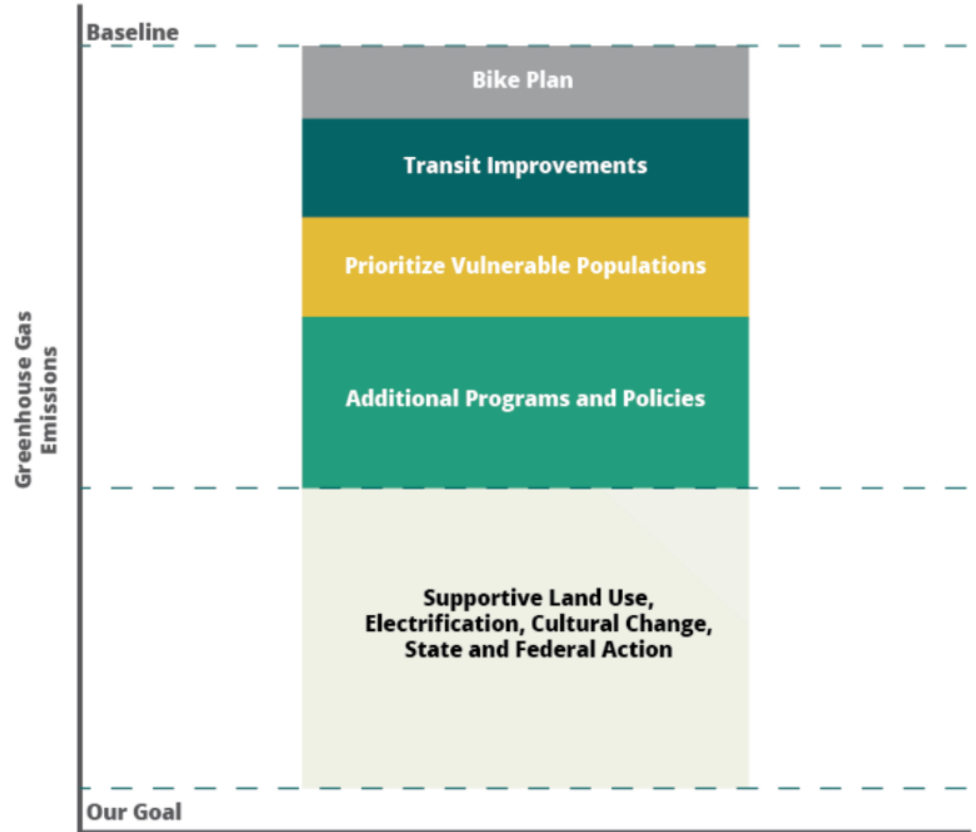 Baseline
Bike Plan
Transit Improvements
Prioritize Vulnerable Populations
Greenhouse Gas
Emissions
Additional Programs and Policies
Supportive Land Use,
Electrification, Cultural Change,
State and Federal Action
Our Goal